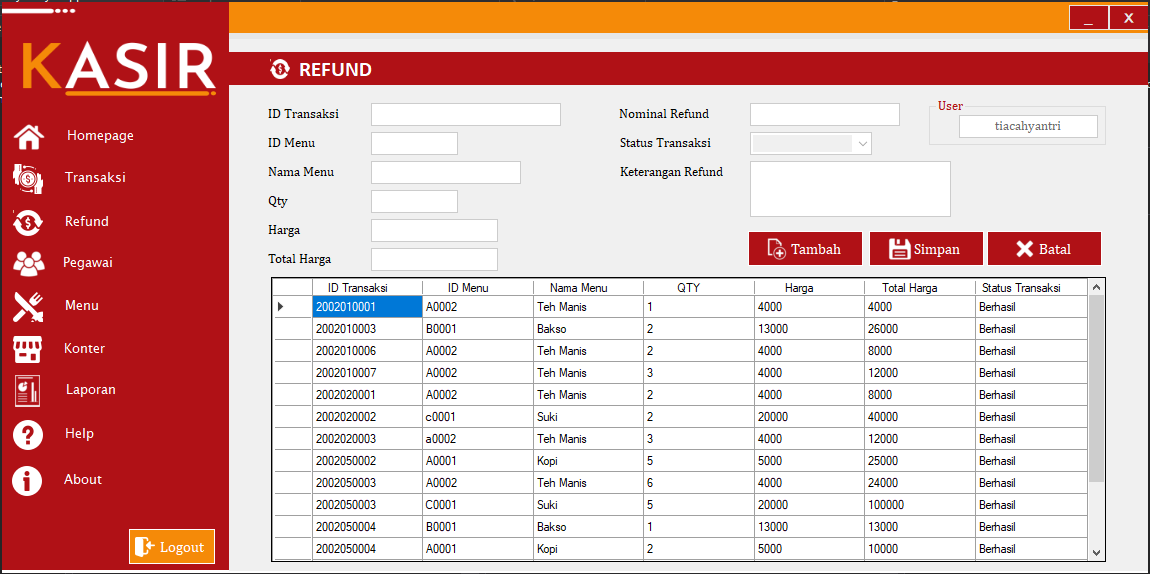 _ X
KASIR
REFUND
Homepage
Transaksi
Refund
Pegawai
Menu
Konter
Laporan
Help
About
Logout
ID Transaksi
ID Menu
Nama Menu
Qty
Harga
Total Harga
Nominal Refund
Status Transaksi
Keterangan Refund
User
tiacahyantri
Tambah Simpan Batal
ID Transaksi ID Menu Nama Menu QTY Harga Total Harga Status Transaksi
2002010001 A0002 Teh Manis 1 4000 4000 Berhasil
2002010003 B0001 Bakso 2 13000 26000 Berhasil
2002010006 A0002 Teh Manis 2 4000 8000 Berhasil
2002010007 A0002 Teh Manis 3 4000 12000 Berhasil
2002020001 A0002 Teh Manis 2 4000 8000 Berhasil
2002020002 c0001 Suki 2 20000 40000 Berhasil
2002020003 a0002 Teh Manis 3 4000 12000 Berhasil
2002050002 A0001 Kopi 5 5000 25000 Berhasil
2002050003 A0002 Teh Manis 6 4000 24000 Berhasil
2002050003 C0001 Suki 5 20000 100000 Berhasil
2002050004 B0001 Bakso 1 13000 13000 Berhasil
2002050004 A0001 Kopi 2 5000 10000 Berhasil